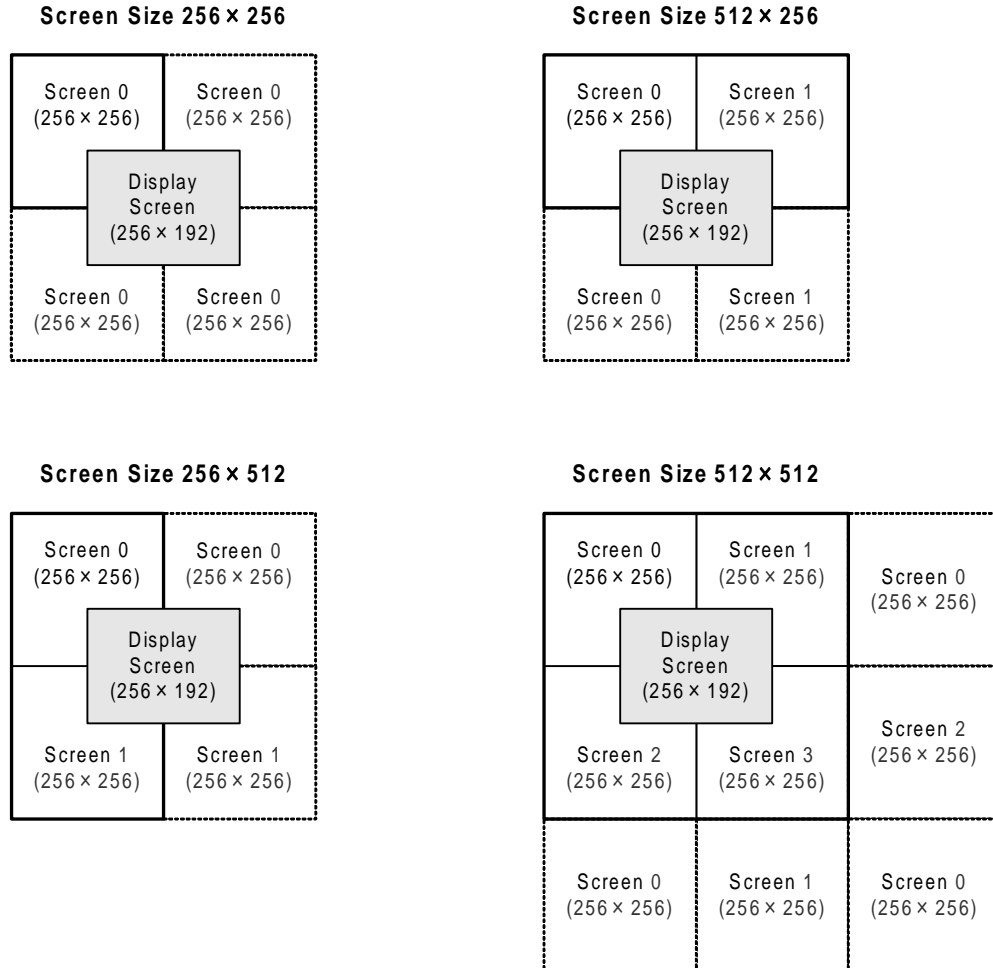 Screen Size 256 × 256
Screen 0
(256 × 256)
Screen 0
(256 × 256)
Display
Screen
(256 × 192)
Screen 0
(256 × 256)
Screen 0
(256 × 256)
Screen Size 512 × 256
Screen 0
(256 × 256)
Screen 1
(256 × 256)
Display
Screen
(256 × 192)
Screen 0
(256 × 256)
Screen 1
(256 × 256)
Screen Size 256 × 512
Screen 0
(256 × 256)
Screen 0
(256 × 256)
Display
Screen
(256 × 192)
Screen 1
(256 × 256)
Screen 1
(256 × 256)
Screen Size 512 × 512
Screen 0
(256 × 256)
Screen 1
(256 × 256)
Screen 0
(256 × 256)
Display
Screen
(256 × 192)
Screen 2
(256 × 256)
Screen 3
(256 × 256)
Screen 2
(256 × 256)
Screen 0
(256 × 256)
Screen 1
(256 × 256)
Screen 0
(256 × 256)